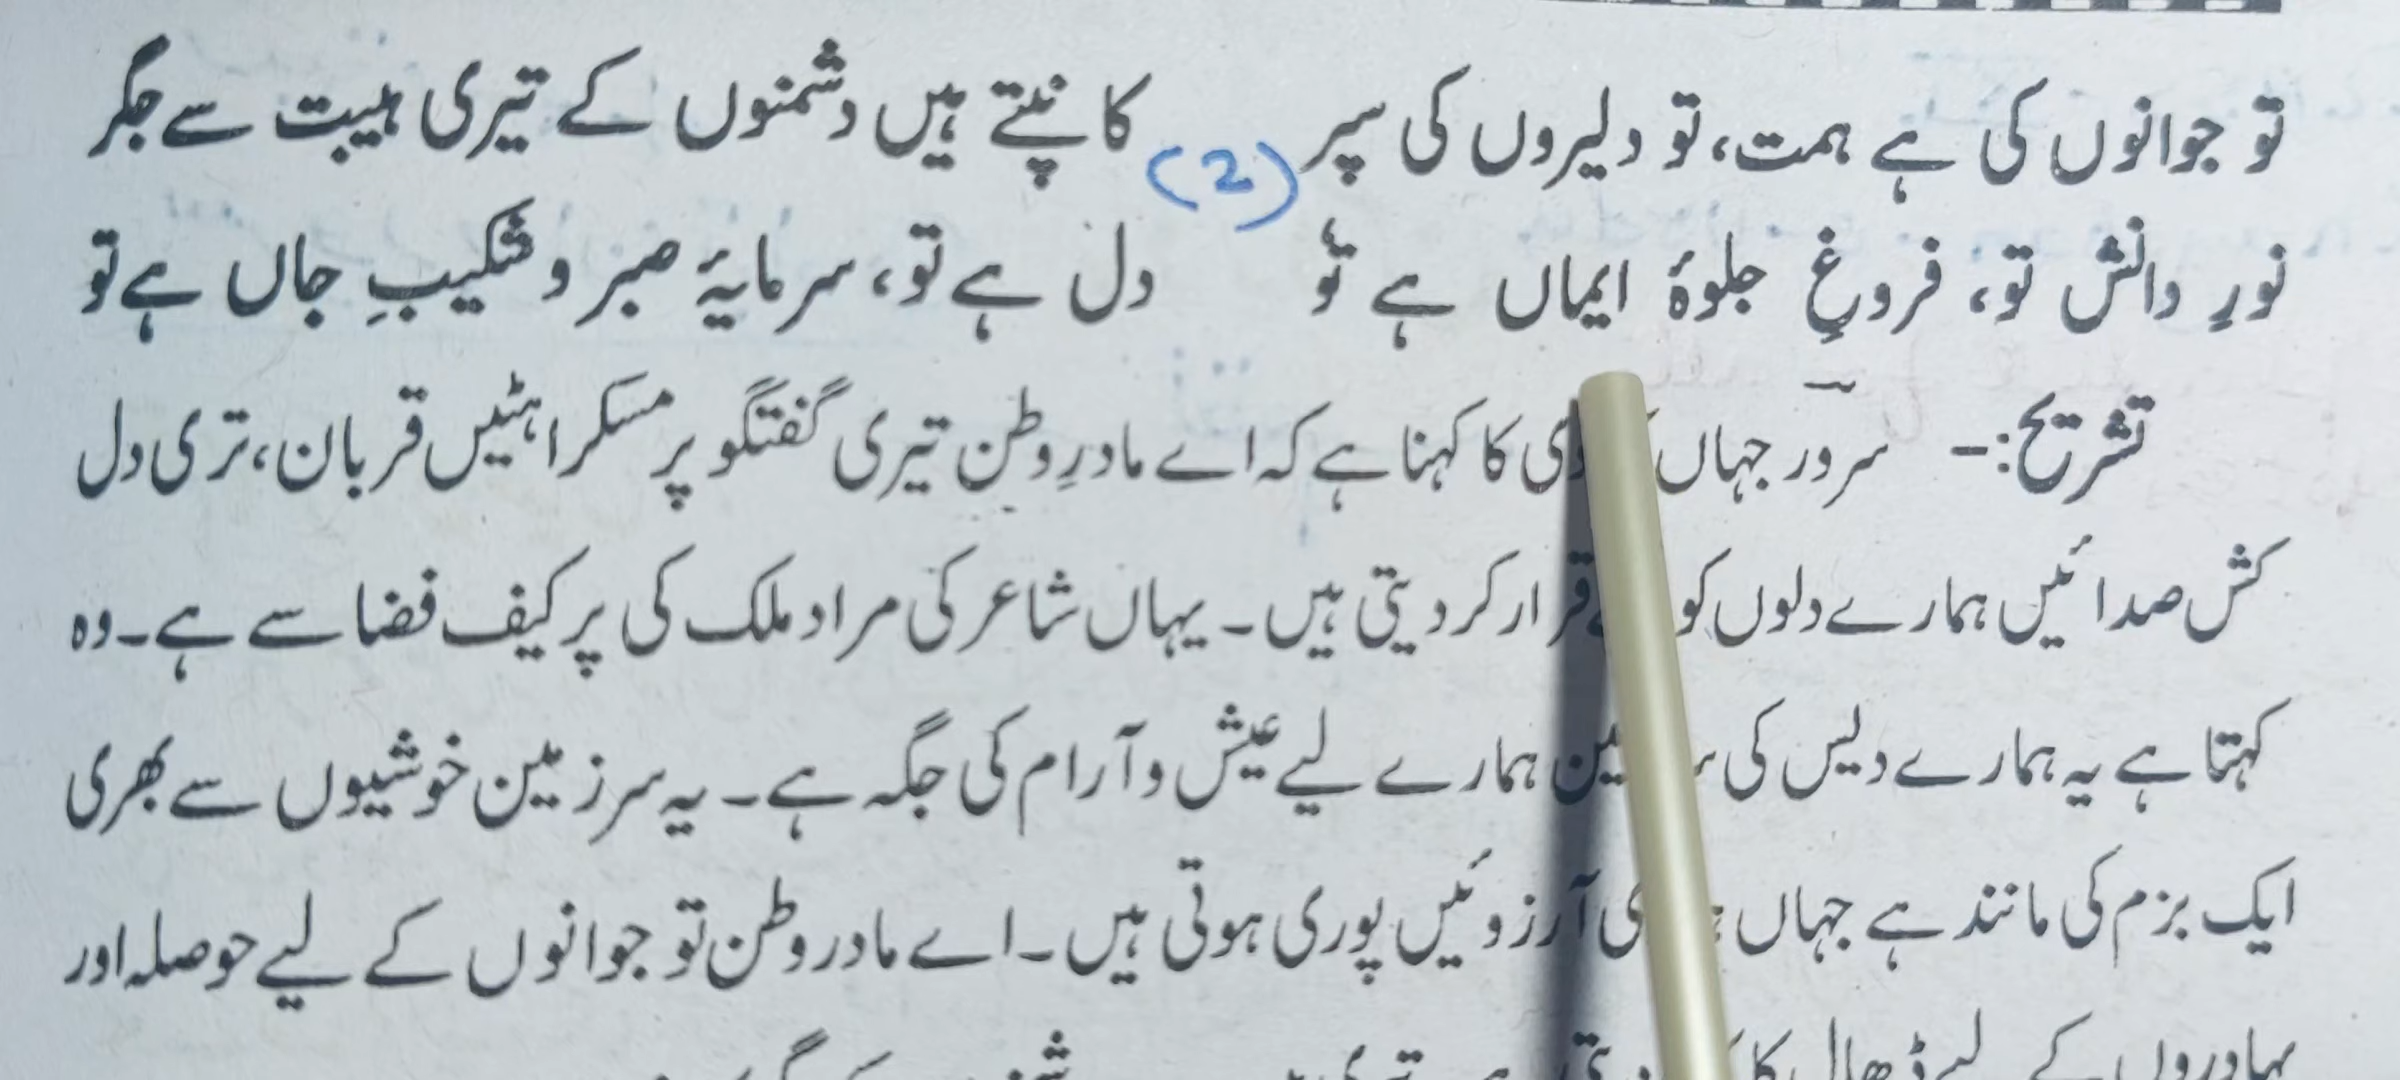 تو جوانوں کی ہے ہمت، تو دلیروں کی سپر (2) کانپتے ہیں دشمنوں کے تیری ہیبت سے جگر
نورِ دانش تو، فروغِ جلوۂ ایماں ہے تو دل ہے تو، سرمایۂ صبر و شکیبِ جاں ہے تو
تشریح:- سرور جہاں کا کہنا ہے کہ اے مادرِ وطن تیری گفتگو پر مسکراہٹیں قربان، تری دل
کش صدائیں ہمارے دلوں کو قرار کر دیتی ہیں۔ یہاں شاعر کی مراد ملک کی پر کیف فضا سے ہے۔ وہ
کہتا ہے یہ ہمارے دیس کی ہمارے لیے عیش و آرام کی جگہ ہے۔ یہ سرزمین خوشیوں سے بھری
ایک بزم کی مانند ہے جہاں آرزوئیں پوری ہوتی ہیں۔ اے مادر وطن تو جوانوں کے لیے حوصلہ اور
بہادروں کے لیے ڈھال کا